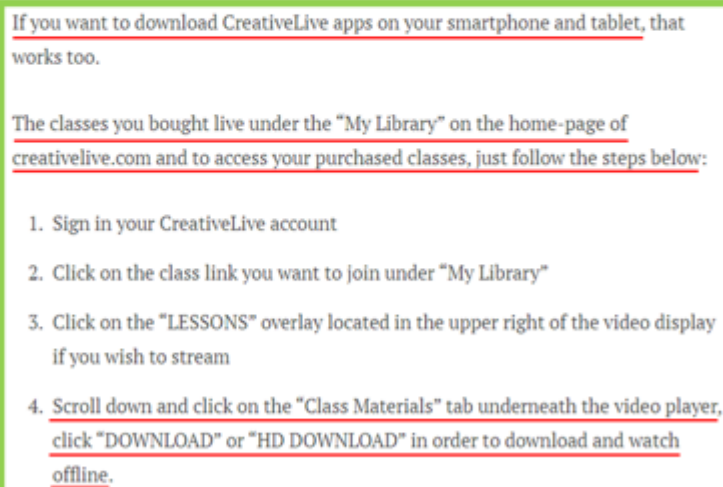 If you want to download CreativeLive apps on your smartphone and tablet, that
works too.
The classes you bought live under the “My Library” on the home-page of
creativelive.com and to access your purchased classes, just follow the steps below:
1. Sign in your CreativeLive account
2. Click on the class link you want to join under “My Library”
3. Click on the “LESSONS” overlay located in the upper right of the video display
if you wish to stream
4. Scroll down and click on the “Class Materials” tab underneath the video player,
click “DOWNLOAD” or “HD DOWNLOAD” in order to download and watch
offline.